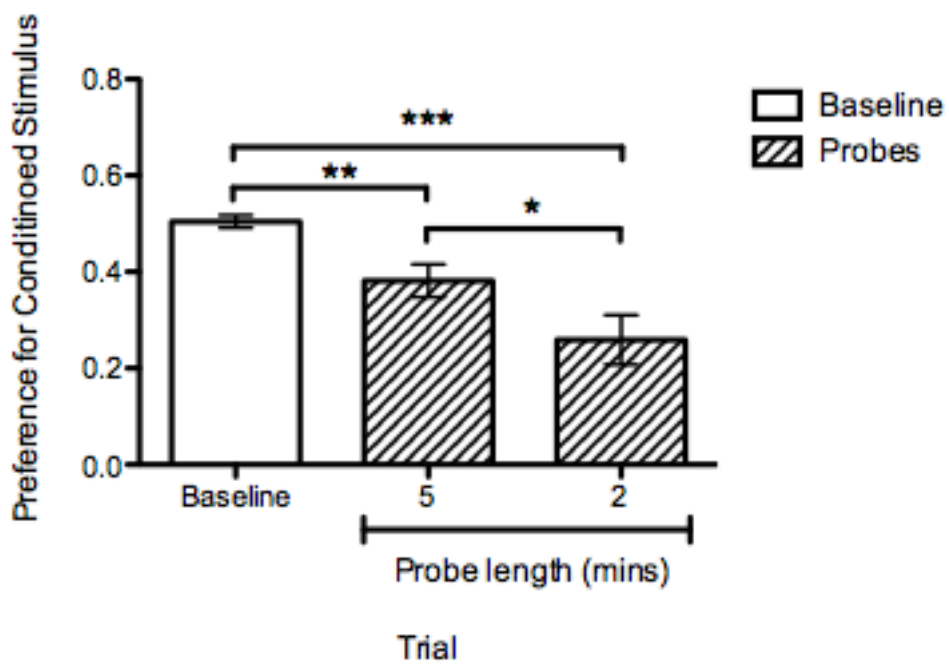 Preference for Conditinoed Stimulus
0.8
0.6
0.4
0.2
0.0
***
**
*
Baseline
Probes
Baseline 5 2
Probe length (mins)
Trial